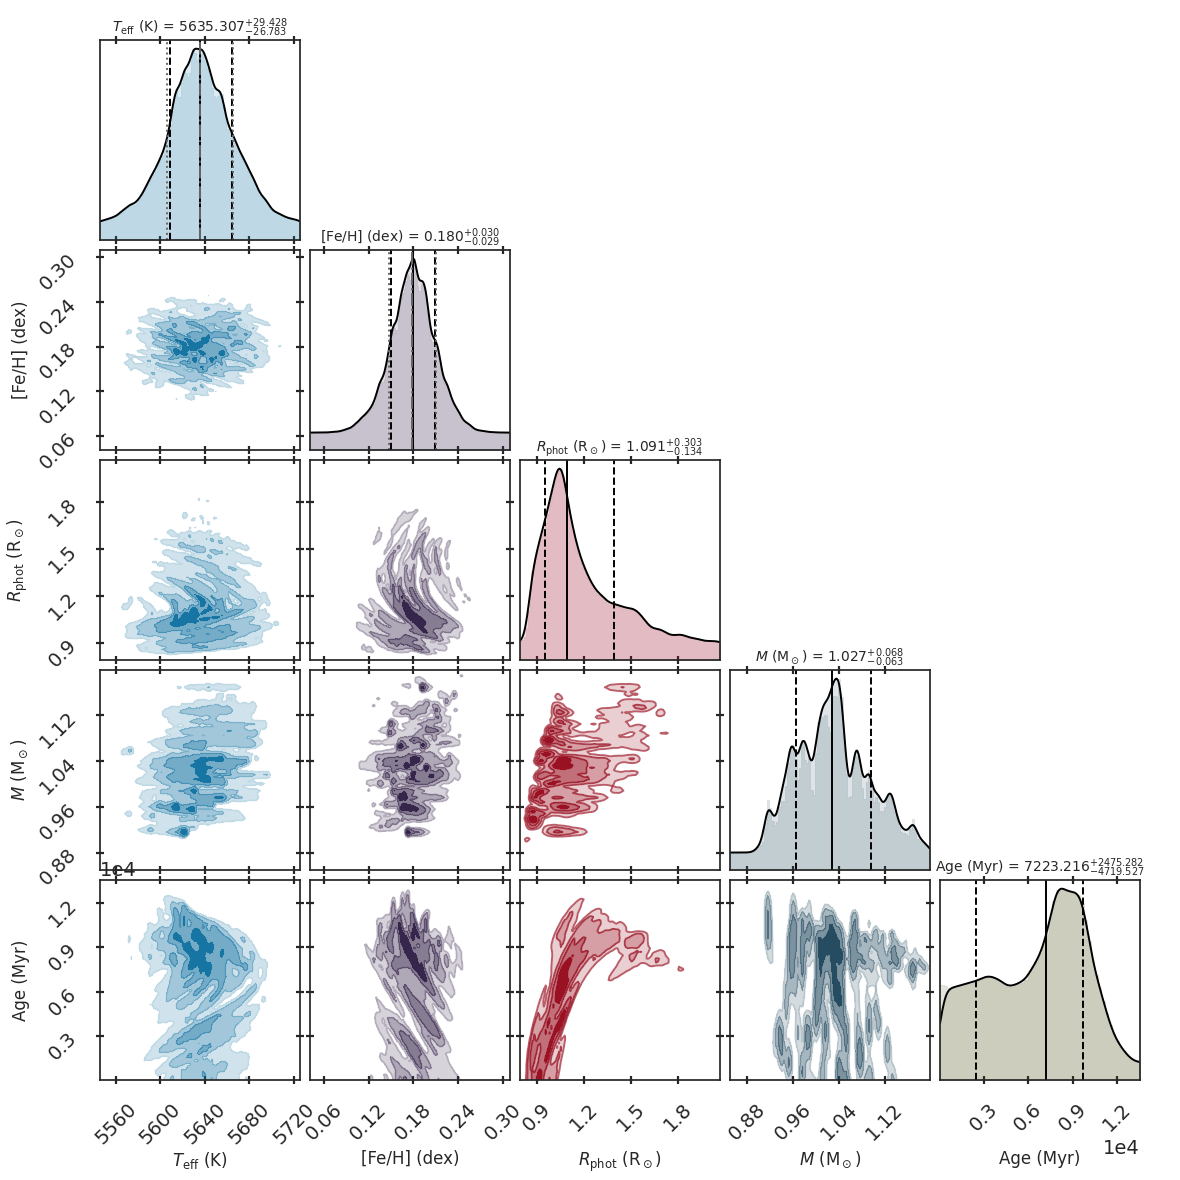 T_eff (K) = 5635.307 +29.428 −26.783
[Fe/H] (dex) = 0.180 +0.030 −0.029
0.30
0.24
0.18
0.12
0.06
[Fe/H] (dex)
R_phot (R⊙) = 1.091 +0.303 −0.134
1.8
1.5
1.2
0.9
R_phot (R⊙)
M (M⊙) = 1.027 +0.068 −0.063
1.12
1.04
0.96
0.88
M (M⊙)
1e4
Age (Myr) = 7223.216 +2475.282 −4719.527
1.2
0.9
0.6
0.3
Age (Myr)
5560 5600 5640 5680 5720
0.06 0.12 0.18 0.24 0.30
0.9 1.2 1.5 1.8
0.88 0.96 1.04 1.12
0.3 0.6 0.9 1.2
1e4
T_eff (K)
[Fe/H] (dex)
R_phot (R⊙)
M (M⊙)
Age (Myr)